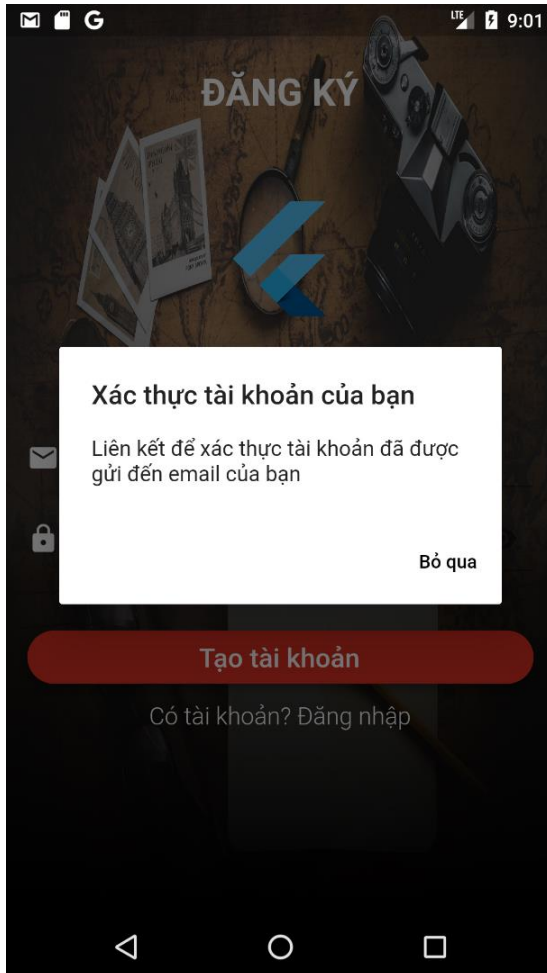 LTE 9:01
ĐĂNG KÝ
Xác thực tài khoản của bạn
Liên kết để xác thực tài khoản đã được
gửi đến email của bạn
Bỏ qua
Tạo tài khoản
Có tài khoản? Đăng nhập